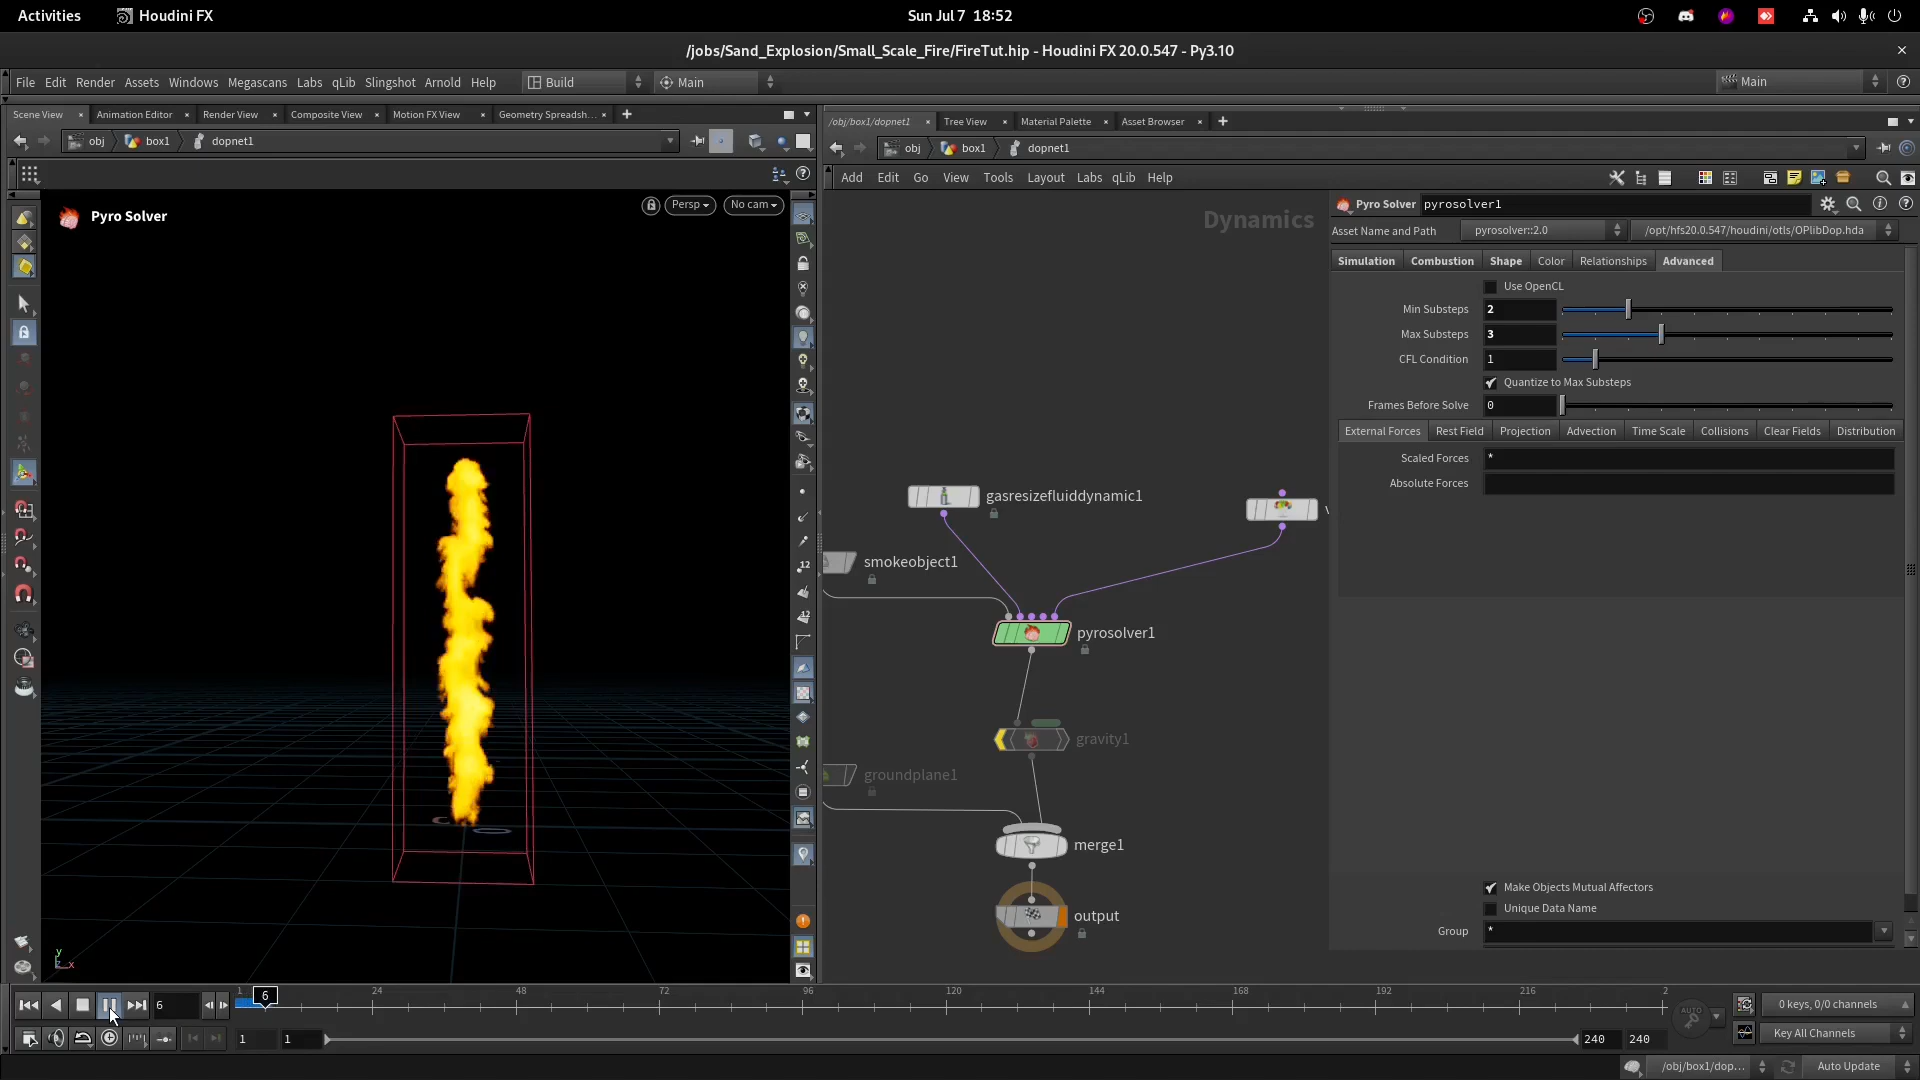 Activities
Houdini FX
Sun Jul 7 18:52
/jobs/Sand_Explosion/Small_Scale_Fire/FireTut.hip - Houdini FX 20.0.547 - Py3.10
File Edit Render Assets Windows Megascans Labs qLib Slingshot Arnold Help
Build
Main
Main
Scene View
Animation Editor
Render View
Composite View
Motion FX View
Geometry Spreadsh...
obj
box1
dopnet1
Pyro Solver
Persp
No cam
/obj/box1/dopnet1
Tree View
Material Palette
Asset Browser
obj
box1
dopnet1
Add Edit Go View Tools Layout Labs qLib Help
Dynamics
gasresizefluiddynamic1
smokeobject1
pyrosolver1
gravity1
groundplane1
merge1
output
Pyro Solver
pyrosolver1
Asset Name and Path
pyrosolver::2.0
/opt/hfs20.0.547/houdini/otls/OPlibDop.hda
Simulation Combustion Shape Color Relationships Advanced
Use OpenCL
Min Substeps 2
Max Substeps 3
CFL Condition 1
Quantize to Max Substeps
Frames Before Solve 0
External Forces Rest Field Projection Advection Time Scale Collisions Clear Fields Distribution
Scaled Forces *
Absolute Forces
Make Objects Mutual Affectors
Unique Data Name
Group *
y
z x
6
1
6
24 48 72 96 120 144 168 192 216 2
AUTO
0 keys, 0/0 channels
1
1
240
240
Key All Channels
/obj/box1/dop...
Auto Update